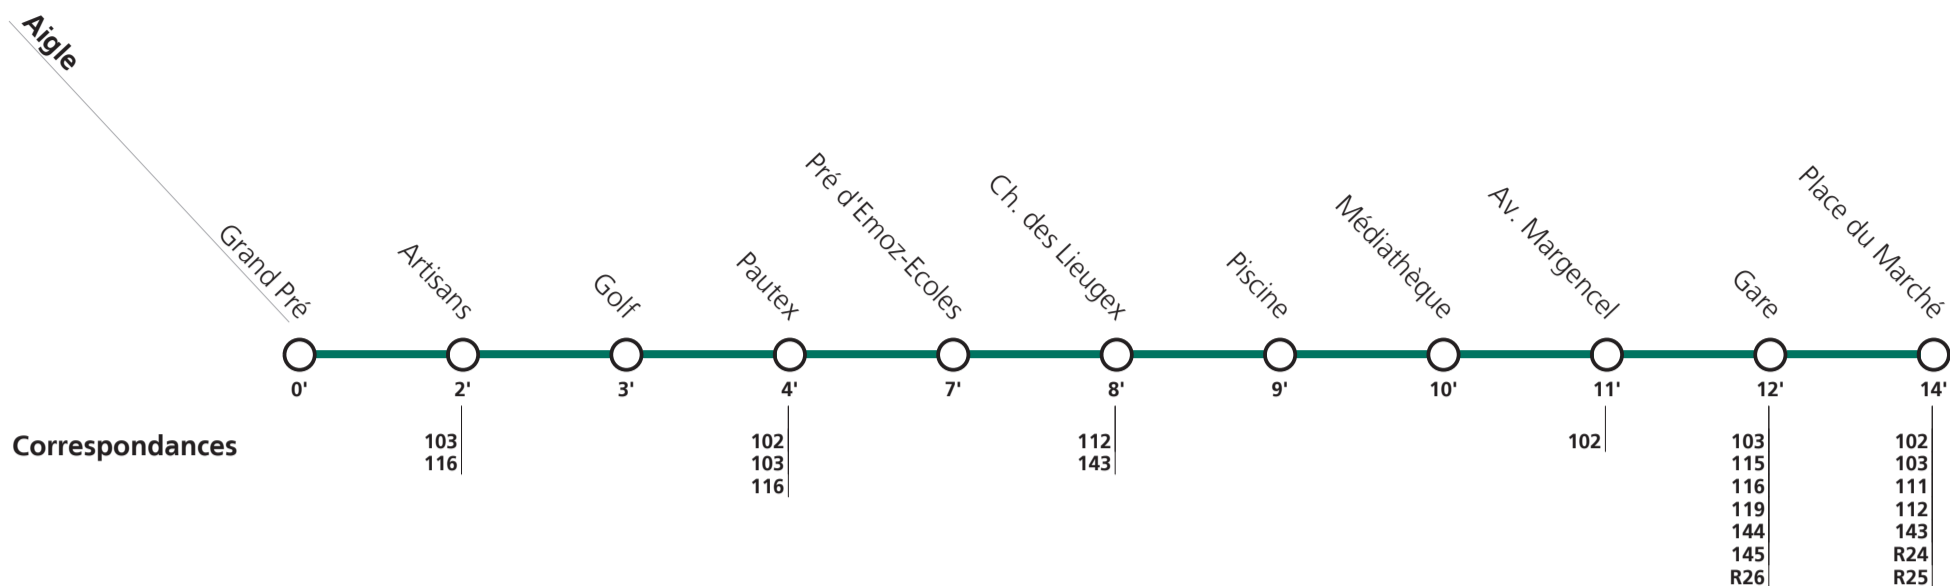 Aigle
Grand Pré
Artisans
Golf
Pautex
Pré d'Emoz-Ecoles
Ch. des Lieugex
Piscine
Médiathèque
Av. Margencel
Gare
Place du Marché
0' 2' 3' 4' 7' 8' 9' 10' 11' 12' 14'
Correspondances
103
116
102
103
116
112
143
102
103
115
116
119
144
145
R26
102
103
111
112
143
R24
R25